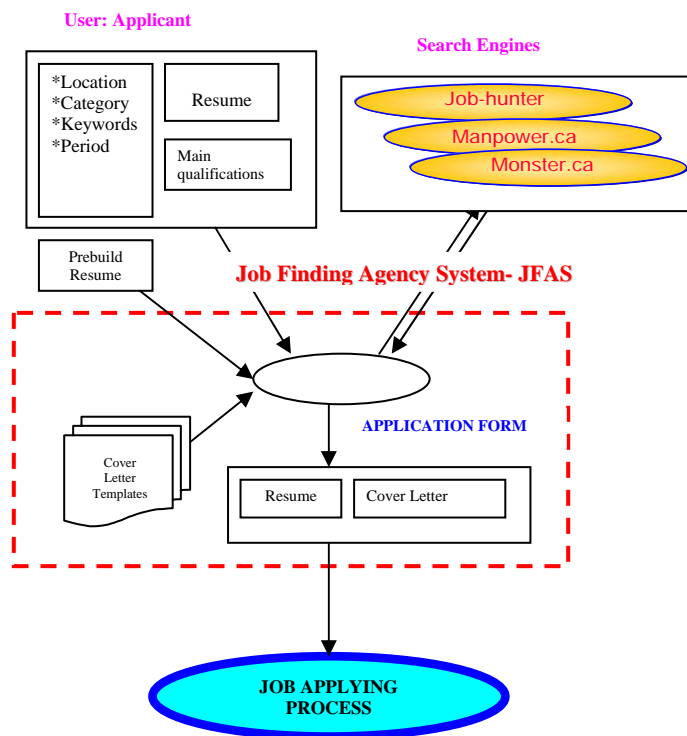 User: Applicant
Search Engines
*Location
*Category
*Keywords
*Period
Resume
Main
qualifications
Job-hunter
Manpower.ca
Monster.ca
Prebuild
Resume
Job Finding Agency System- JFAS
APPLICATION FORM
Cover
Letter
Templates
Resume
Cover Letter
JOB APPLYING
PROCESS